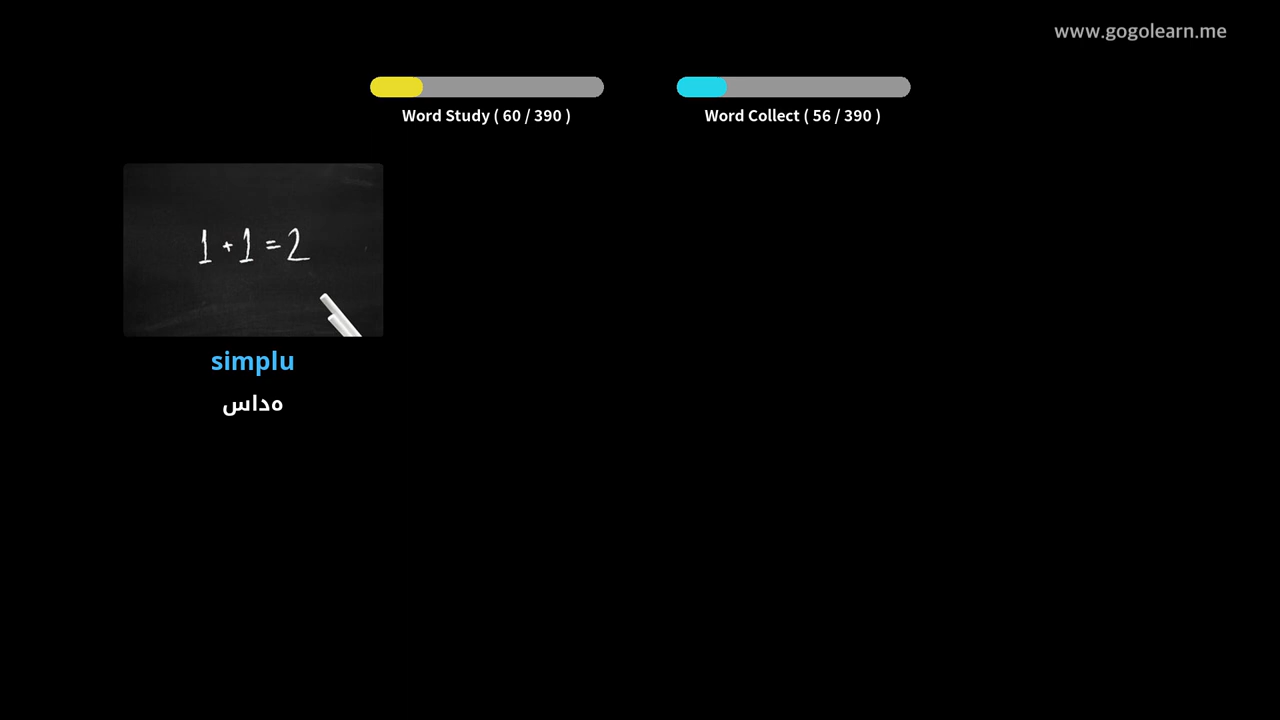 www.gogolearn.me
Word Study ( 60 / 390 )
Word Collect ( 56 / 390 )
1 + 1 = 2
simplu
ساده